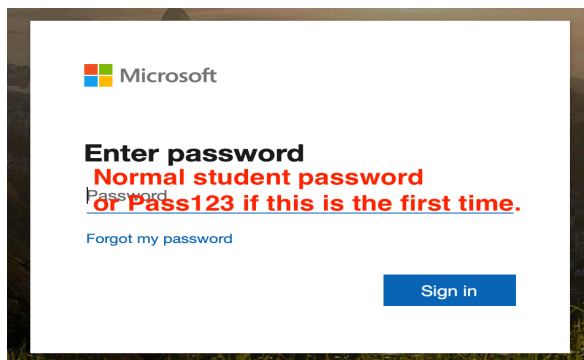 Microsoft
Enter password
Normal student password
Password
or Pass123 if this is the first time.
Forgot my password
Sign in